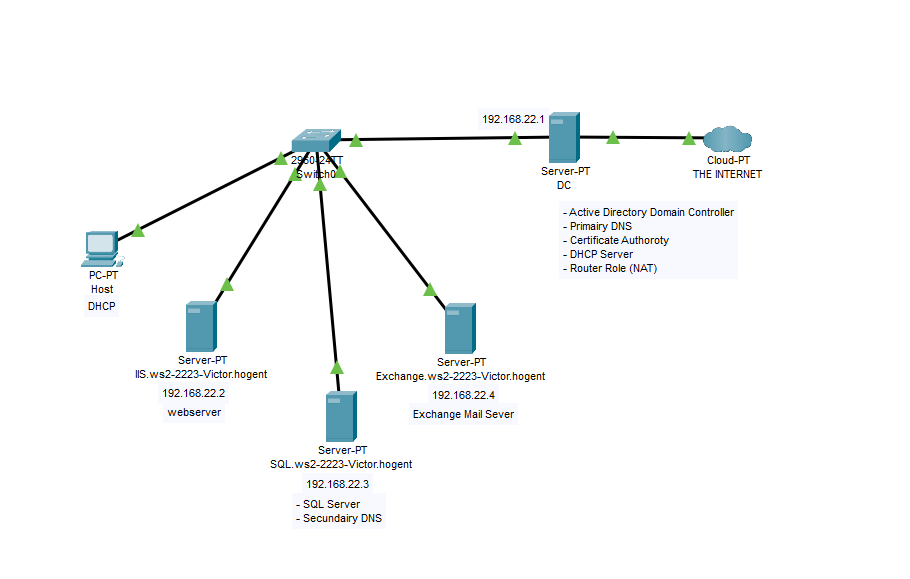 192.168.22.1
2960-24TT
Switch0
Server-PT
DC
Cloud-PT
THE INTERNET
- Active Directory Domain Controller
- Primairy DNS
- Certificate Authoroty
- DHCP Server
- Router Role (NAT)
PC-PT
Host
DHCP
Server-PT
IIS.ws2-2223-Victor.hogent
192.168.22.2
webserver
Server-PT
Exchange.ws2-2223-Victor.hogent
192.168.22.4
Exchange Mail Sever
Server-PT
SQL.ws2-2223-Victor.hogent
192.168.22.3
- SQL Server
- Secundairy DNS